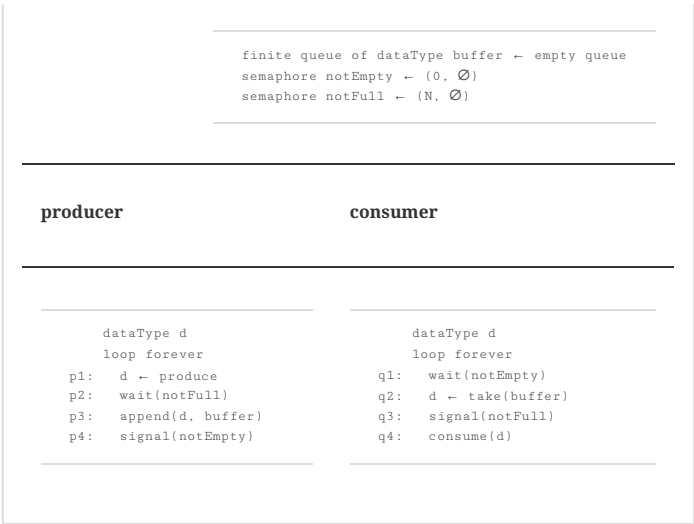 finite queue of dataType buffer ← empty queue
semaphore notEmpty ← (0, ∅)
semaphore notFull ← (N, ∅)
producer
consumer
dataType d
loop forever
p1: d ← produce
p2: wait(notFull)
p3: append(d, buffer)
p4: signal(notEmpty)
dataType d
loop forever
q1: wait(notEmpty)
q2: d ← take(buffer)
q3: signal(notFull)
q4: consume(d)